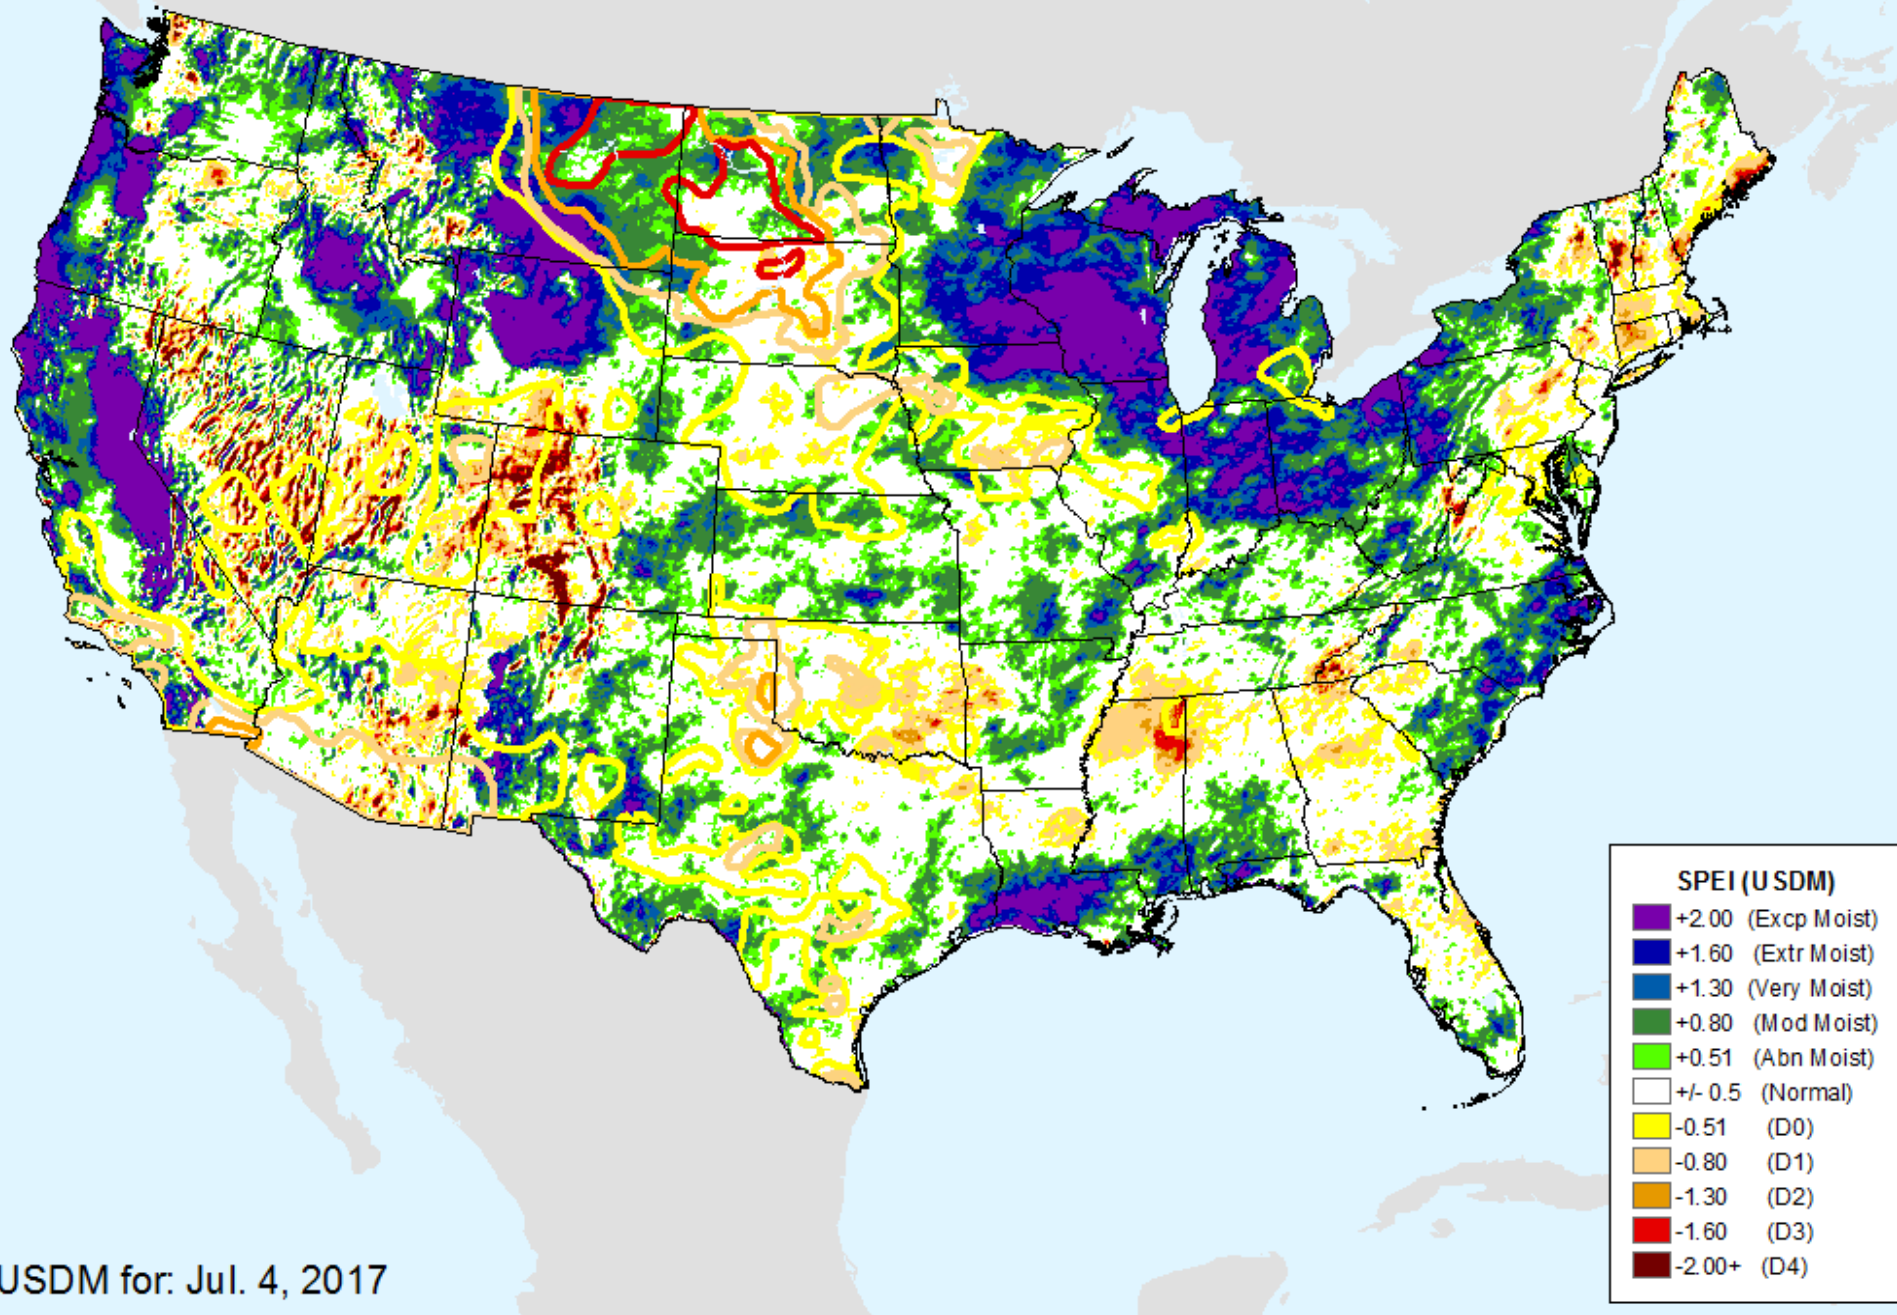 SPEI (USDM)
+2.00 (Excp Moist)
+1.60 (Extr Moist)
+1.30 (Very Moist)
+0.80 (Mod Moist)
+0.51 (Abn Moist)
+/- 0.5 (Normal)
-0.51 (D0)
-0.80 (D1)
-1.30 (D2)
-1.60 (D3)
-2.00+ (D4)
USDM for: Jul. 4, 2017